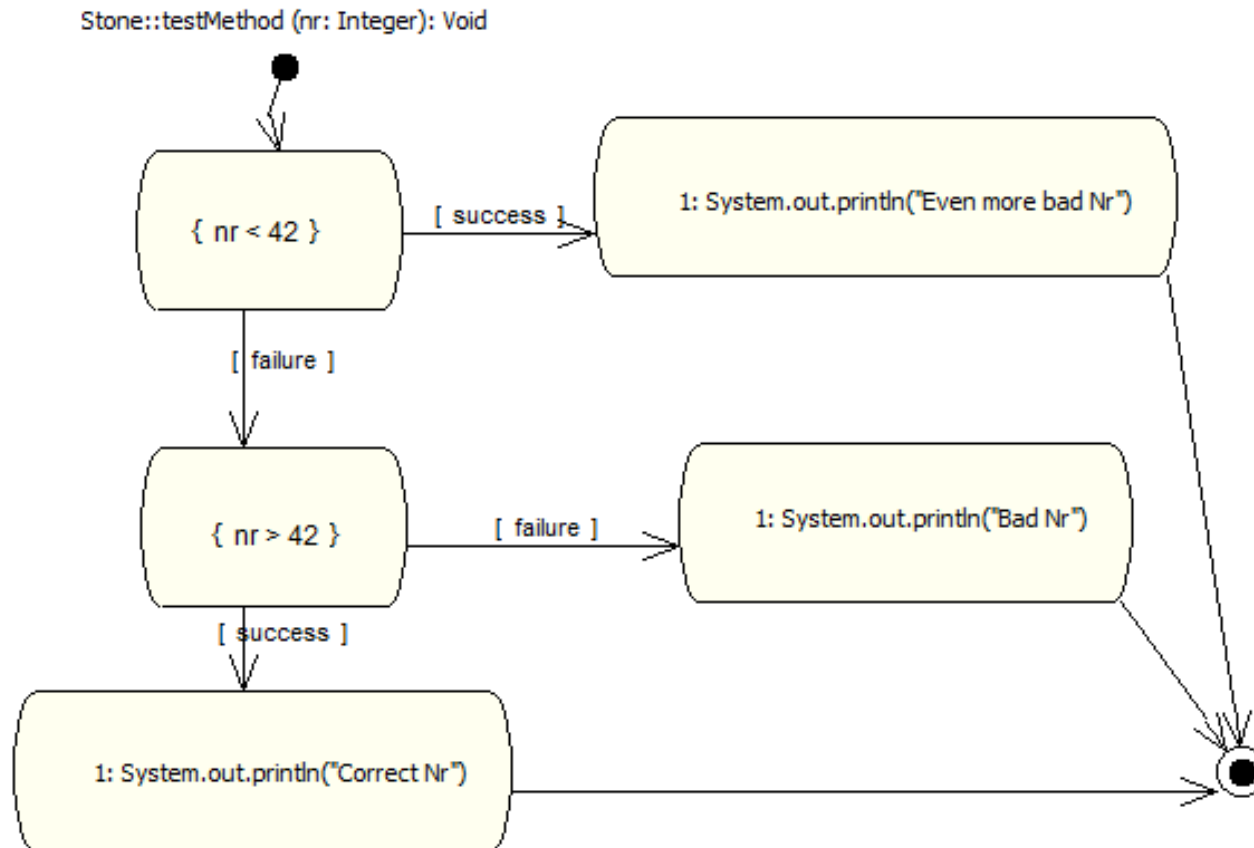 Stone::testMethod (nr: Integer): Void
{ nr < 42 }
[ success ]
1: System.out.println("Even more bad Nr")
[ failure ]
{ nr > 42 }
[ failure ]
1: System.out.println("Bad Nr")
[ success ]
1: System.out.println("Correct Nr")